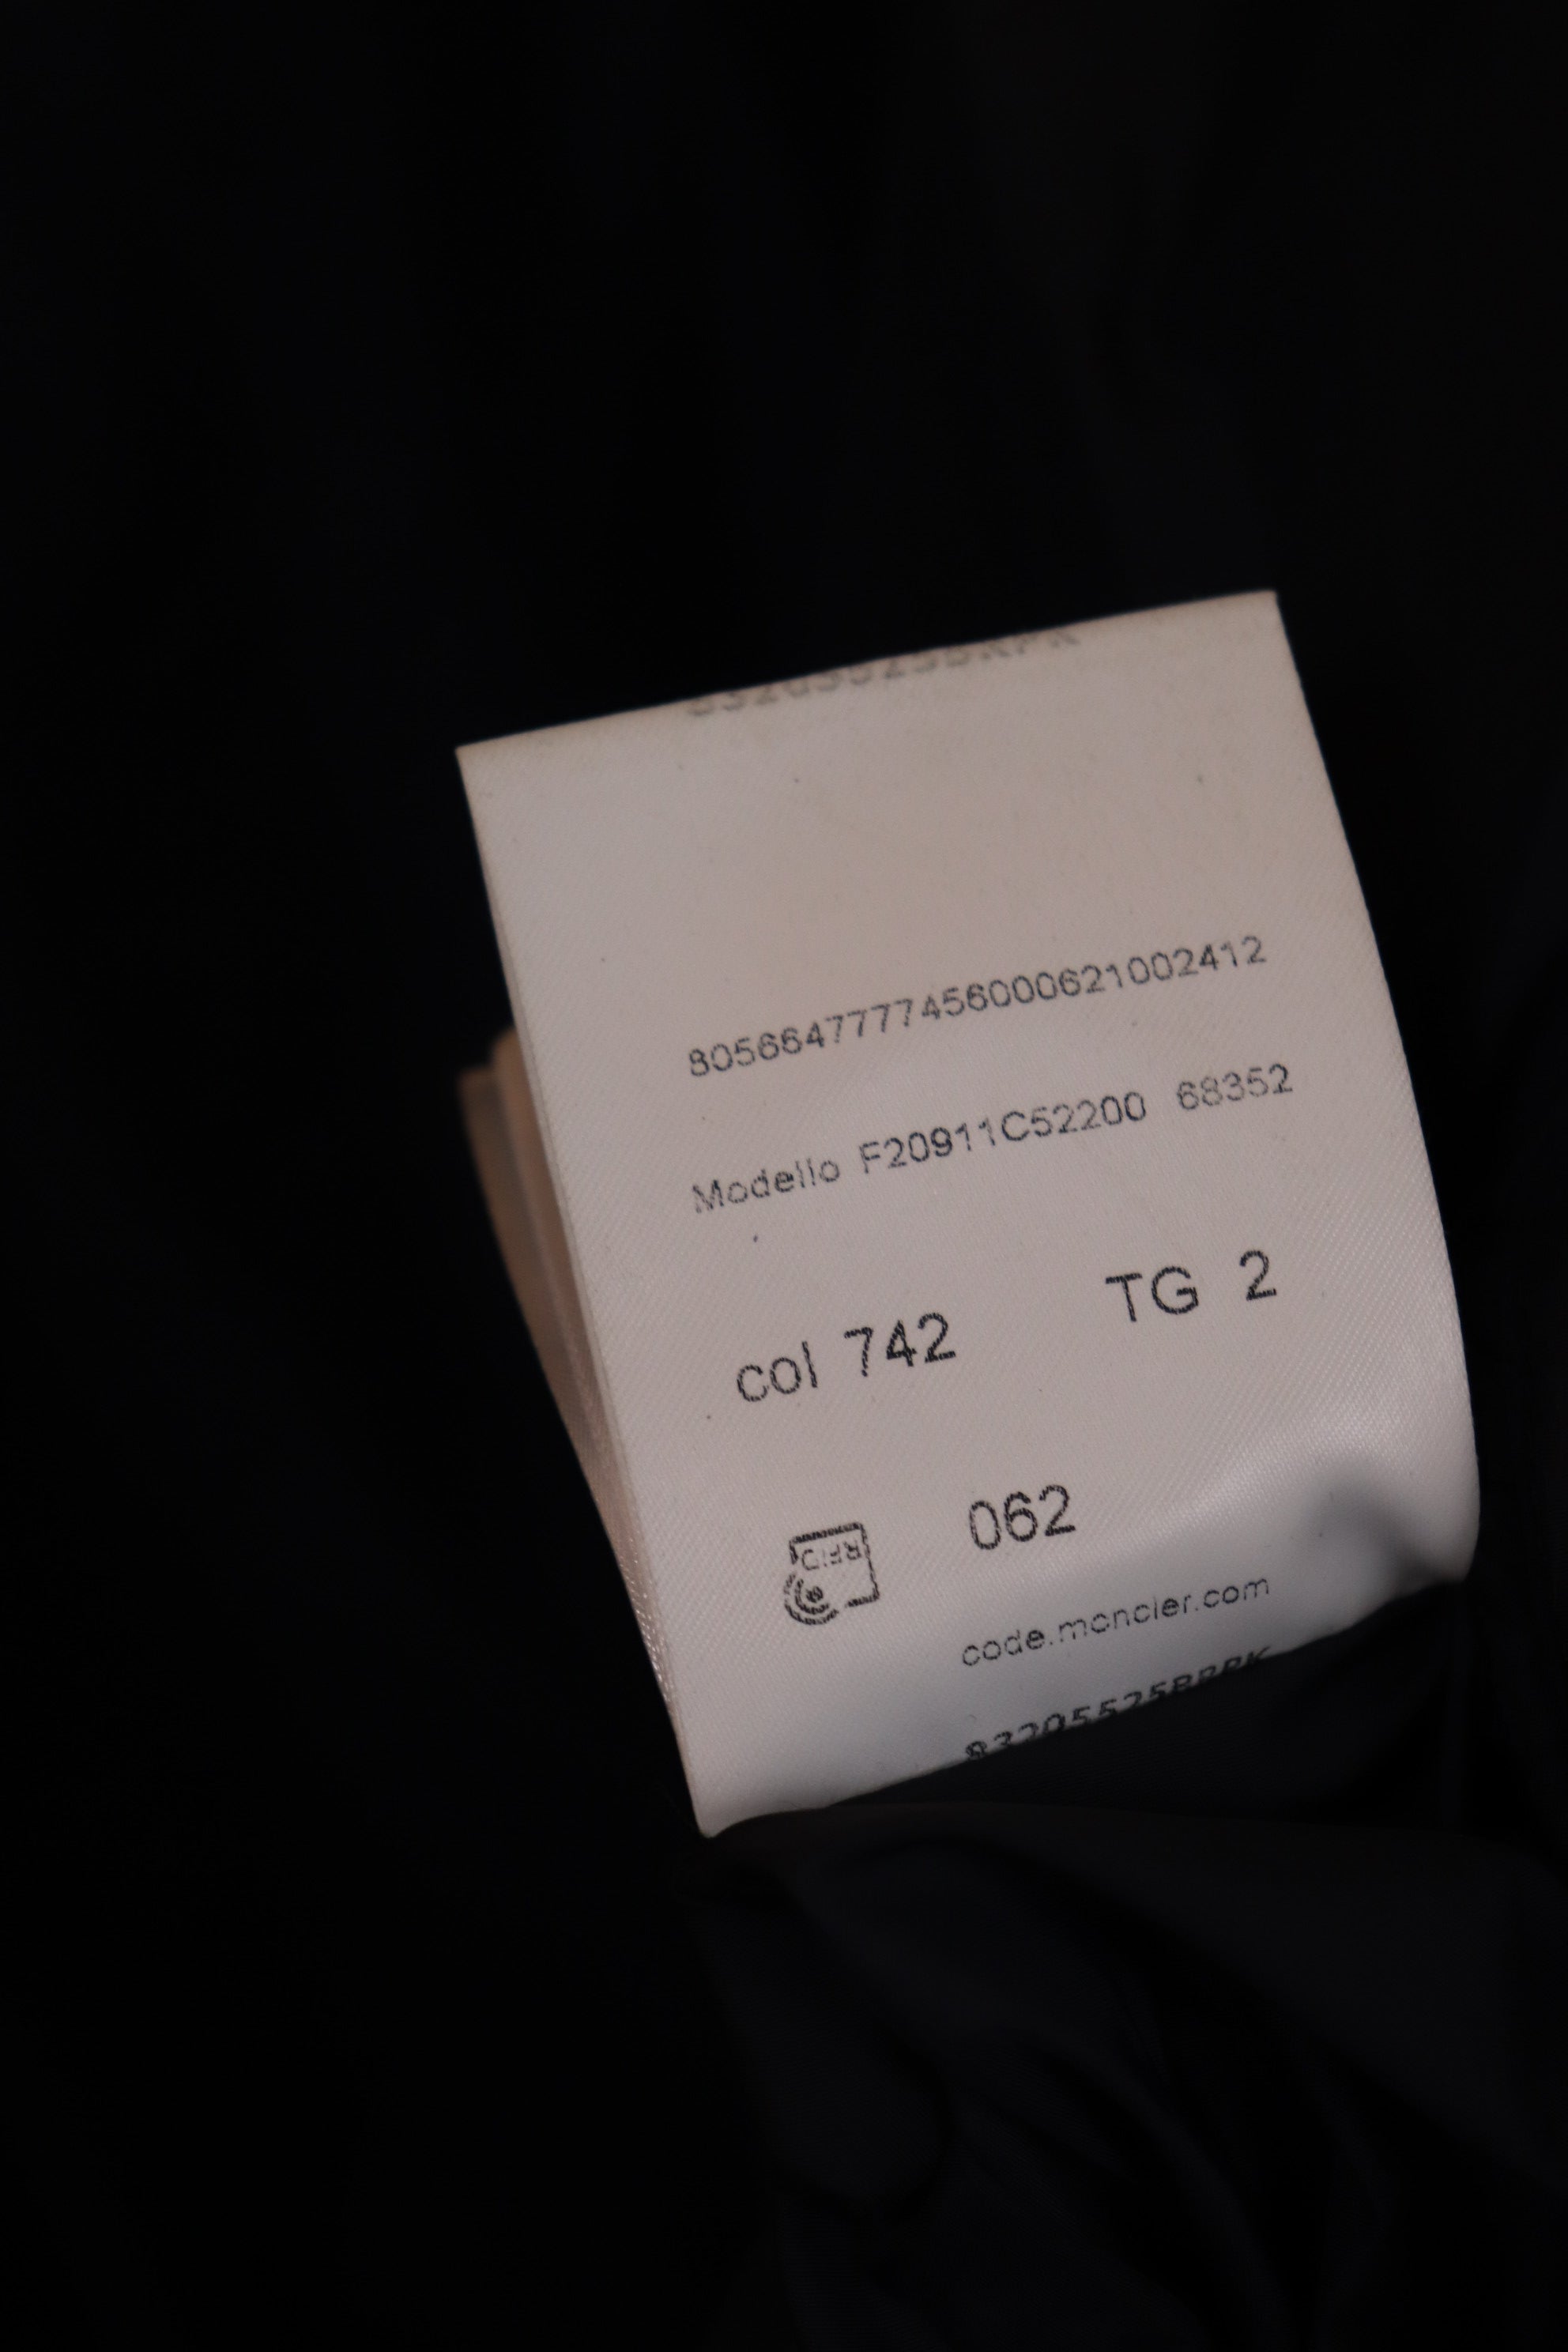 8056647777456000621002412
Modello F20911C52200 68352
col 742 TG 2
RFID
062
code.moncler.com